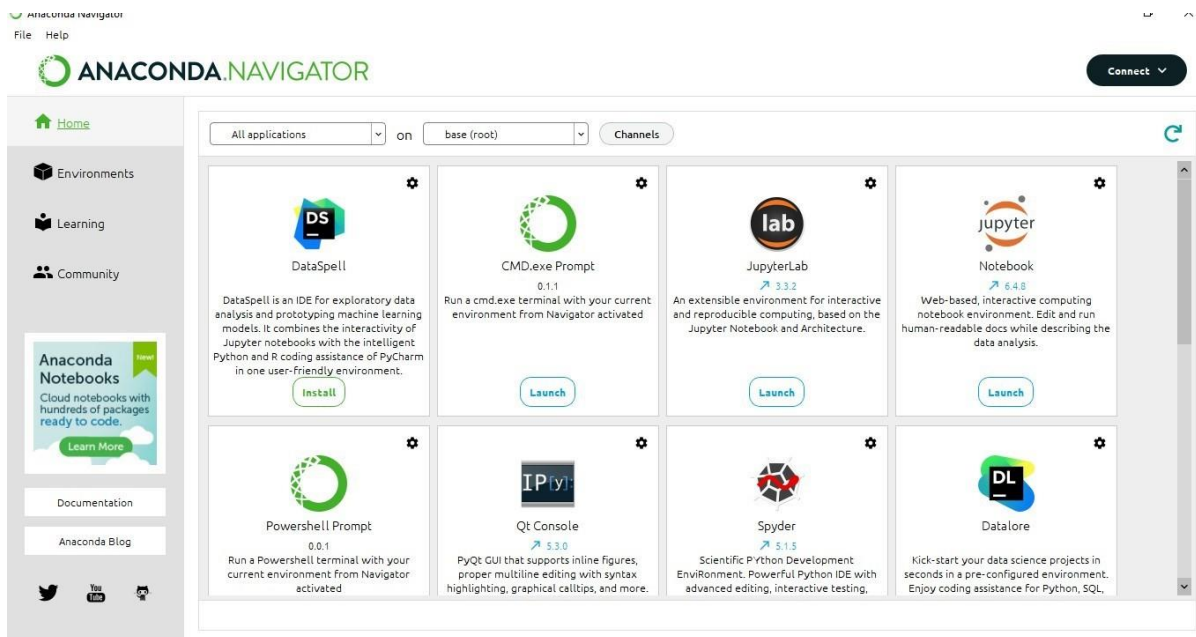 Anaconda Navigator
File Help
ANACONDA.NAVIGATOR
Connect
Home
Environments
Learning
Community
Anaconda
Notebooks
New!
Cloud notebooks with
hundreds of packages
ready to code.
Learn More
Documentation
Anaconda Blog
You
Tube
All applications on base (root) Channels
DS
DataSpell
DataSpell is an IDE for exploratory data
analysis and prototyping machine learning
models. It combines the interactivity of
Jupyter notebooks with the intelligent
Python and R coding assistance of PyCharm
in one user-friendly environment.
Install
CMD.exe Prompt
0.1.1
Run a cmd.exe terminal with your current
environment from Navigator activated
Launch
lab
JupyterLab
3.3.2
An extensible environment for interactive
and reproducible computing, based on the
Jupyter Notebook and Architecture.
Launch
jupyter
Notebook
6.4.8
Web-based, interactive computing
notebook environment. Edit and run
human-readable docs while describing the
data analysis.
Launch
Powershell Prompt
0.0.1
Run a Powershell terminal with your
current environment from Navigator
activated
IP[y]:
Qt Console
5.3.0
PyQt GUI that supports inline figures,
proper multiline editing with syntax
highlighting, graphical calltips, and more.
Spyder
5.1.5
Scientific PYthon Development
EnviRonment. Powerful Python IDE with
advanced editing, interactive testing,
DL
Datalore
Kick-start your data science projects in
seconds in a pre-configured environment.
Enjoy coding assistance for Python, SQL,